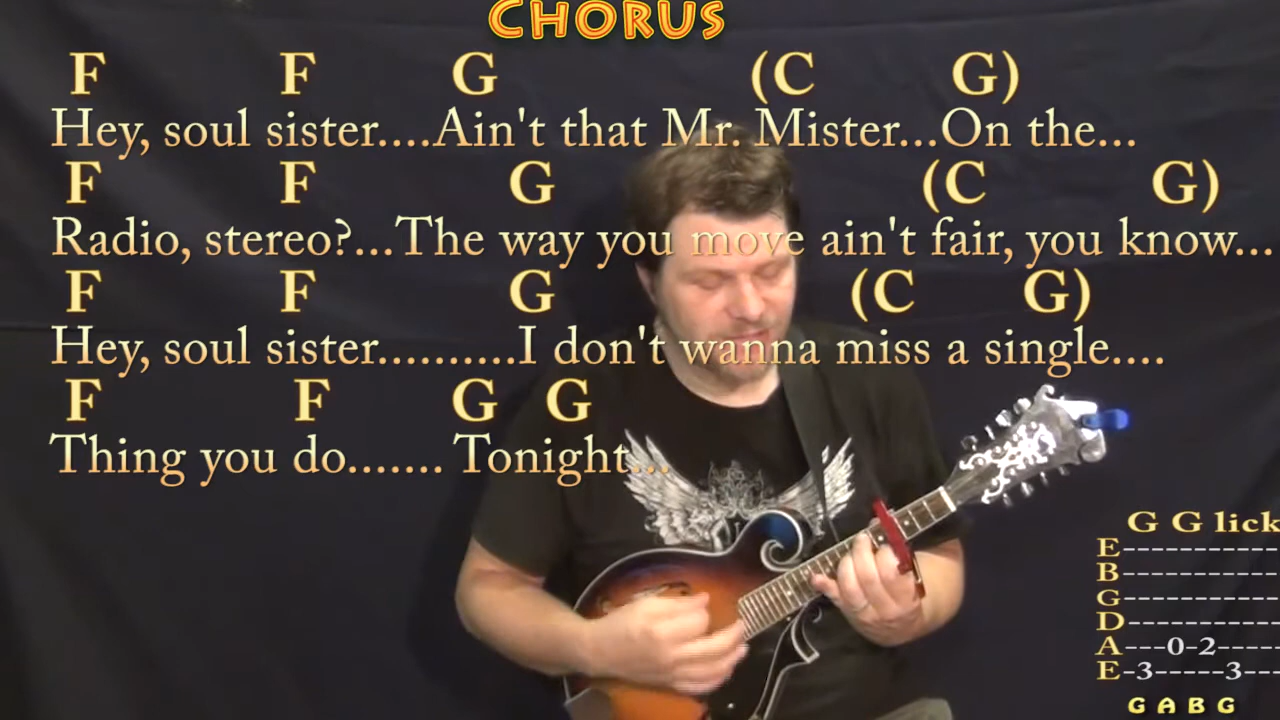 CHORUS
F F G (C G)
Hey, soul sister....Ain't that Mr. Mister...On the...
F F G (C G)
Radio, stereo?...The way you move ain't fair, you know...
F F G (C G)
Hey, soul sister..........I don't wanna miss a single....
F F G G
Thing you do....... Tonight...
G G lick
E-----------
B-----------
G-----------
D-----------
A---0-2-----
E-3-----3---
G A B G